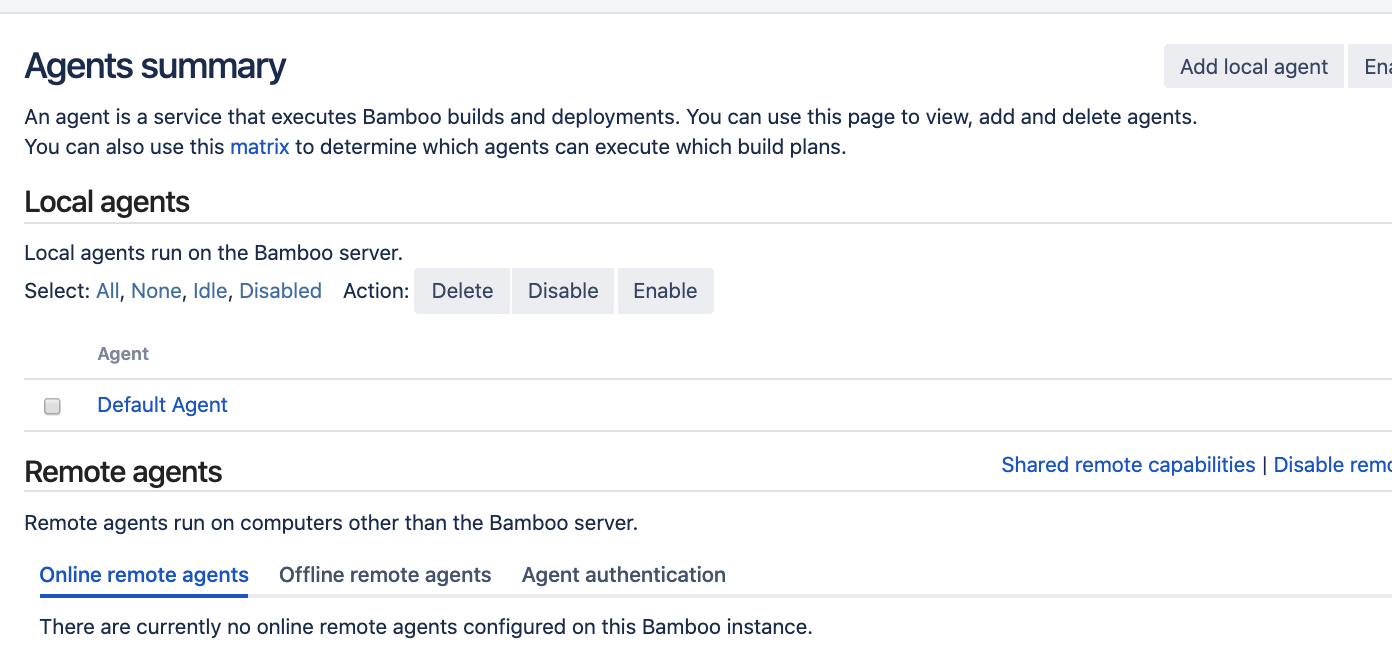 Agents summary
Add local agent
Ena
An agent is a service that executes Bamboo builds and deployments. You can use this page to view, add and delete agents.
You can also use this matrix to determine which agents can execute which build plans.
Local agents
Local agents run on the Bamboo server.
Select: All, None, Idle, Disabled Action: Delete Disable Enable
Agent
Default Agent
Remote agents
Shared remote capabilities | Disable remo
Remote agents run on computers other than the Bamboo server.
Online remote agents Offline remote agents Agent authentication
There are currently no online remote agents configured on this Bamboo instance.